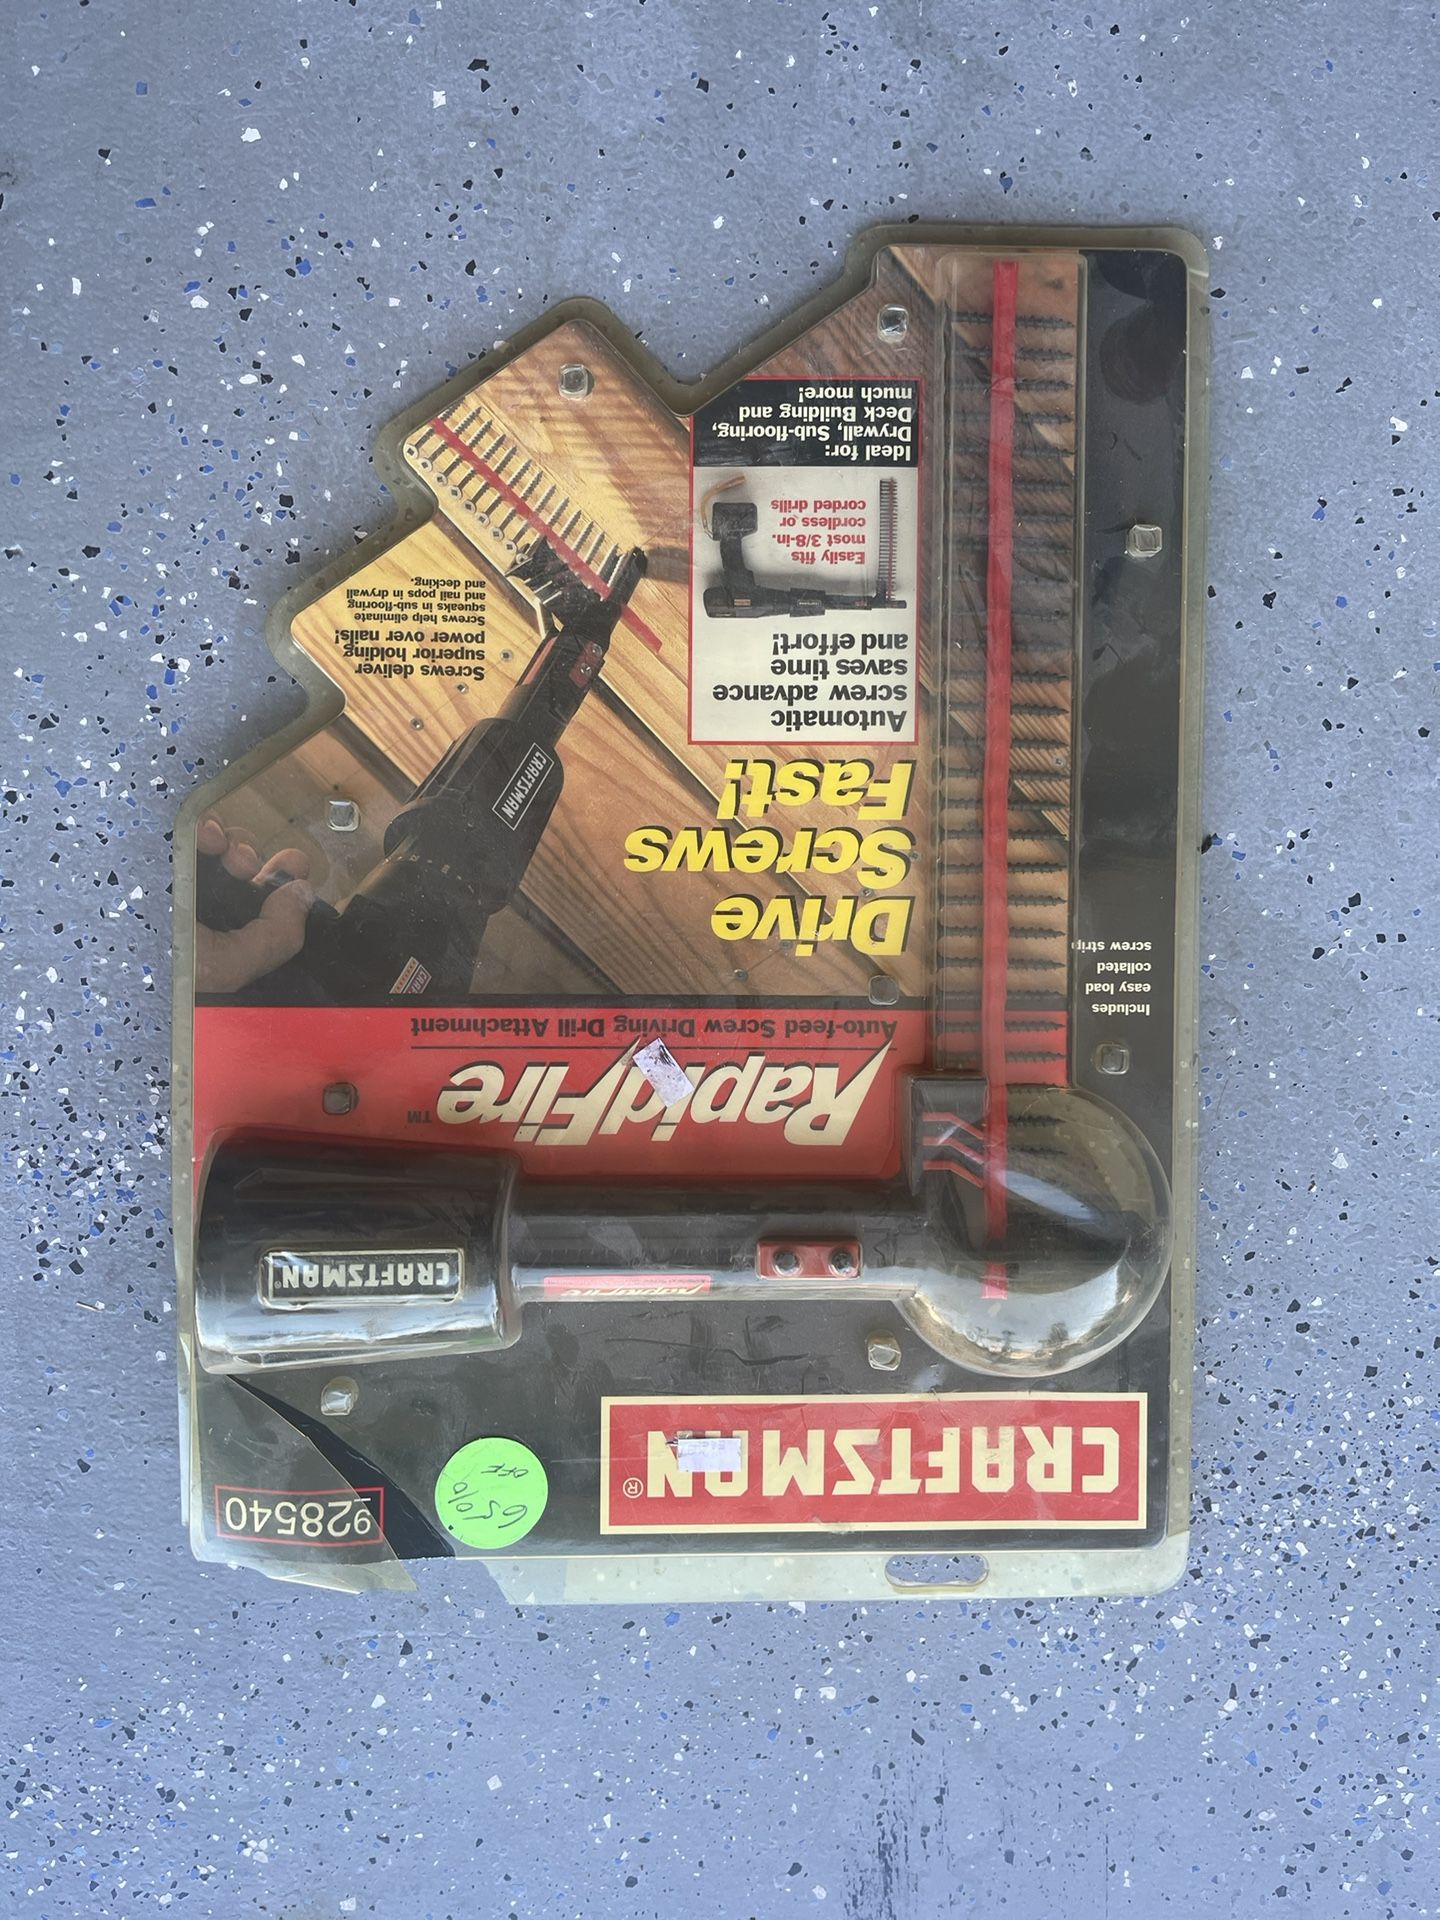 CRAFTSMAN®
65%
OFF
928540
CRAFTSMAN®
RapidFire
RapidFire™
Auto-feed Screw Driving Drill Attachment
Includes
easy load
collated
screw strip
Drive
Screws
Fast!
Automatic
screw advance
saves time
and effort!
Easily fits
most 3/8-in.
cordless or
corded drills
Ideal for:
Drywall, Sub-flooring,
Deck Building and
much more!
CRAFTSMAN
Screws deliver
superior holding
power over nails!
Screws help eliminate
squeaks in sub-flooring
and nail pops in drywall
and decking.